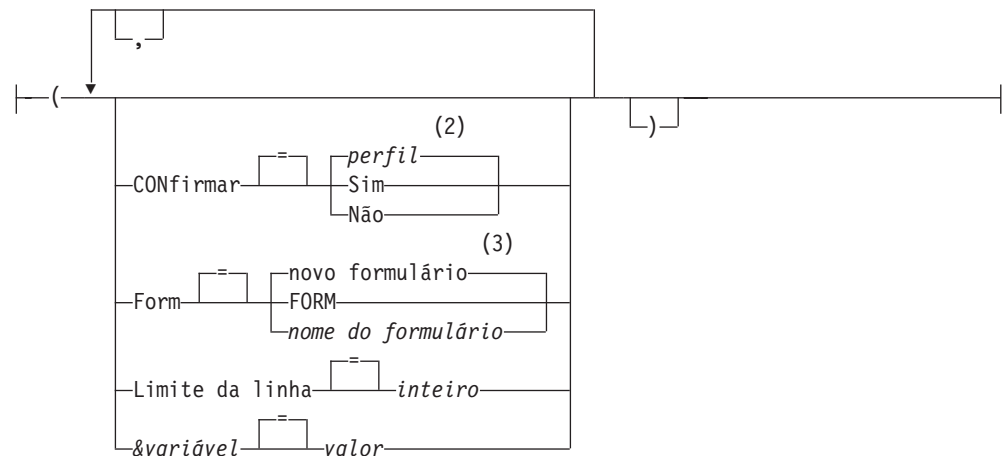 ,
( )
(2)
= perfil
CONfirmar Sim
Não
(3)
= novo formulário
Form FORM
nome do formulário
=
Limite da linha inteiro
=
&variável valor